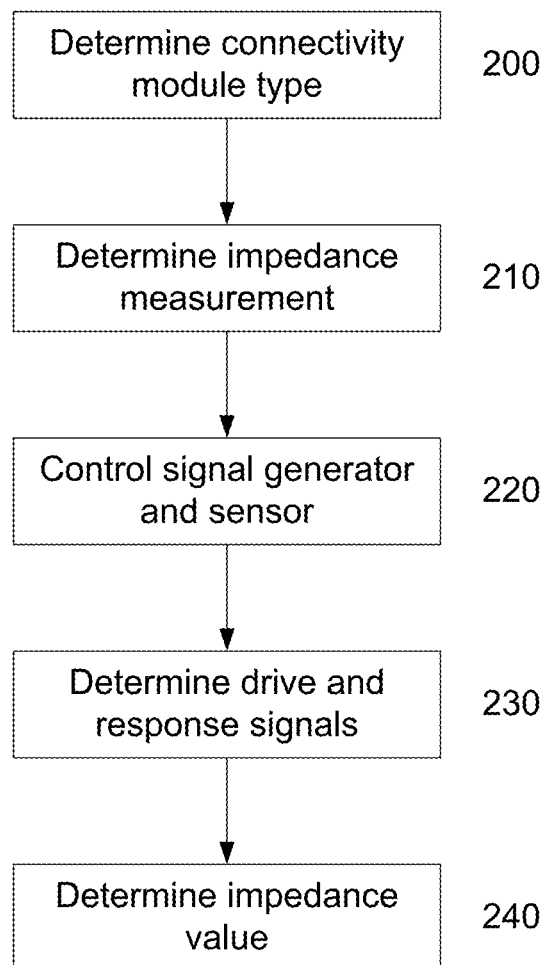 Determine connectivity
module type
200
Determine impedance
measurement
210
Control signal generator
and sensor
220
Determine drive and
response signals
230
Determine impedance
value
240